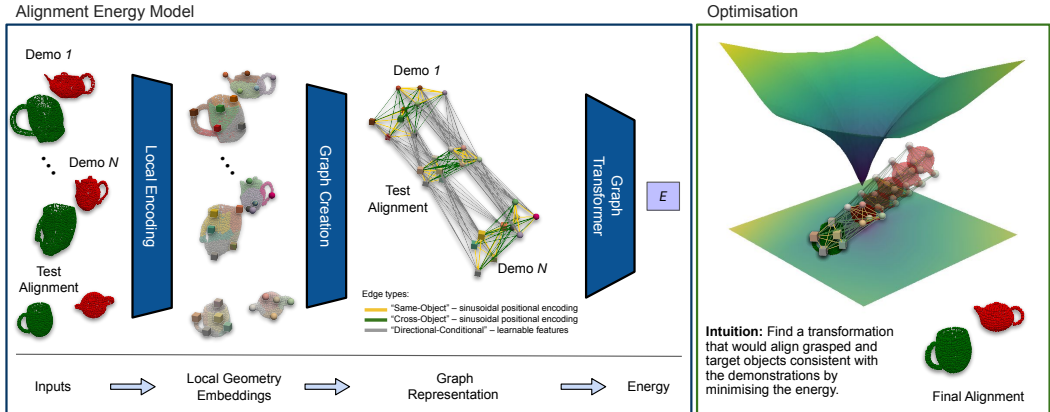 Alignment Energy Model
Demo 1
Demo N
Test
Alignment
Local Encoding
Graph Creation
Demo 1
Test
Alignment
Demo N
Edge types:
"Same-Object" – sinusoidal positional encoding
"Cross-Object" – sinusoidal positional encoding
"Directional-Conditional" – learnable features
Graph
Transformer
E
Inputs
Local Geometry
Embeddings
Graph
Representation
Energy
Optimisation
Intuition: Find a transformation
that would align grasped and
target objects consistent with
the demonstrations by
minimising the energy.
Final Alignment